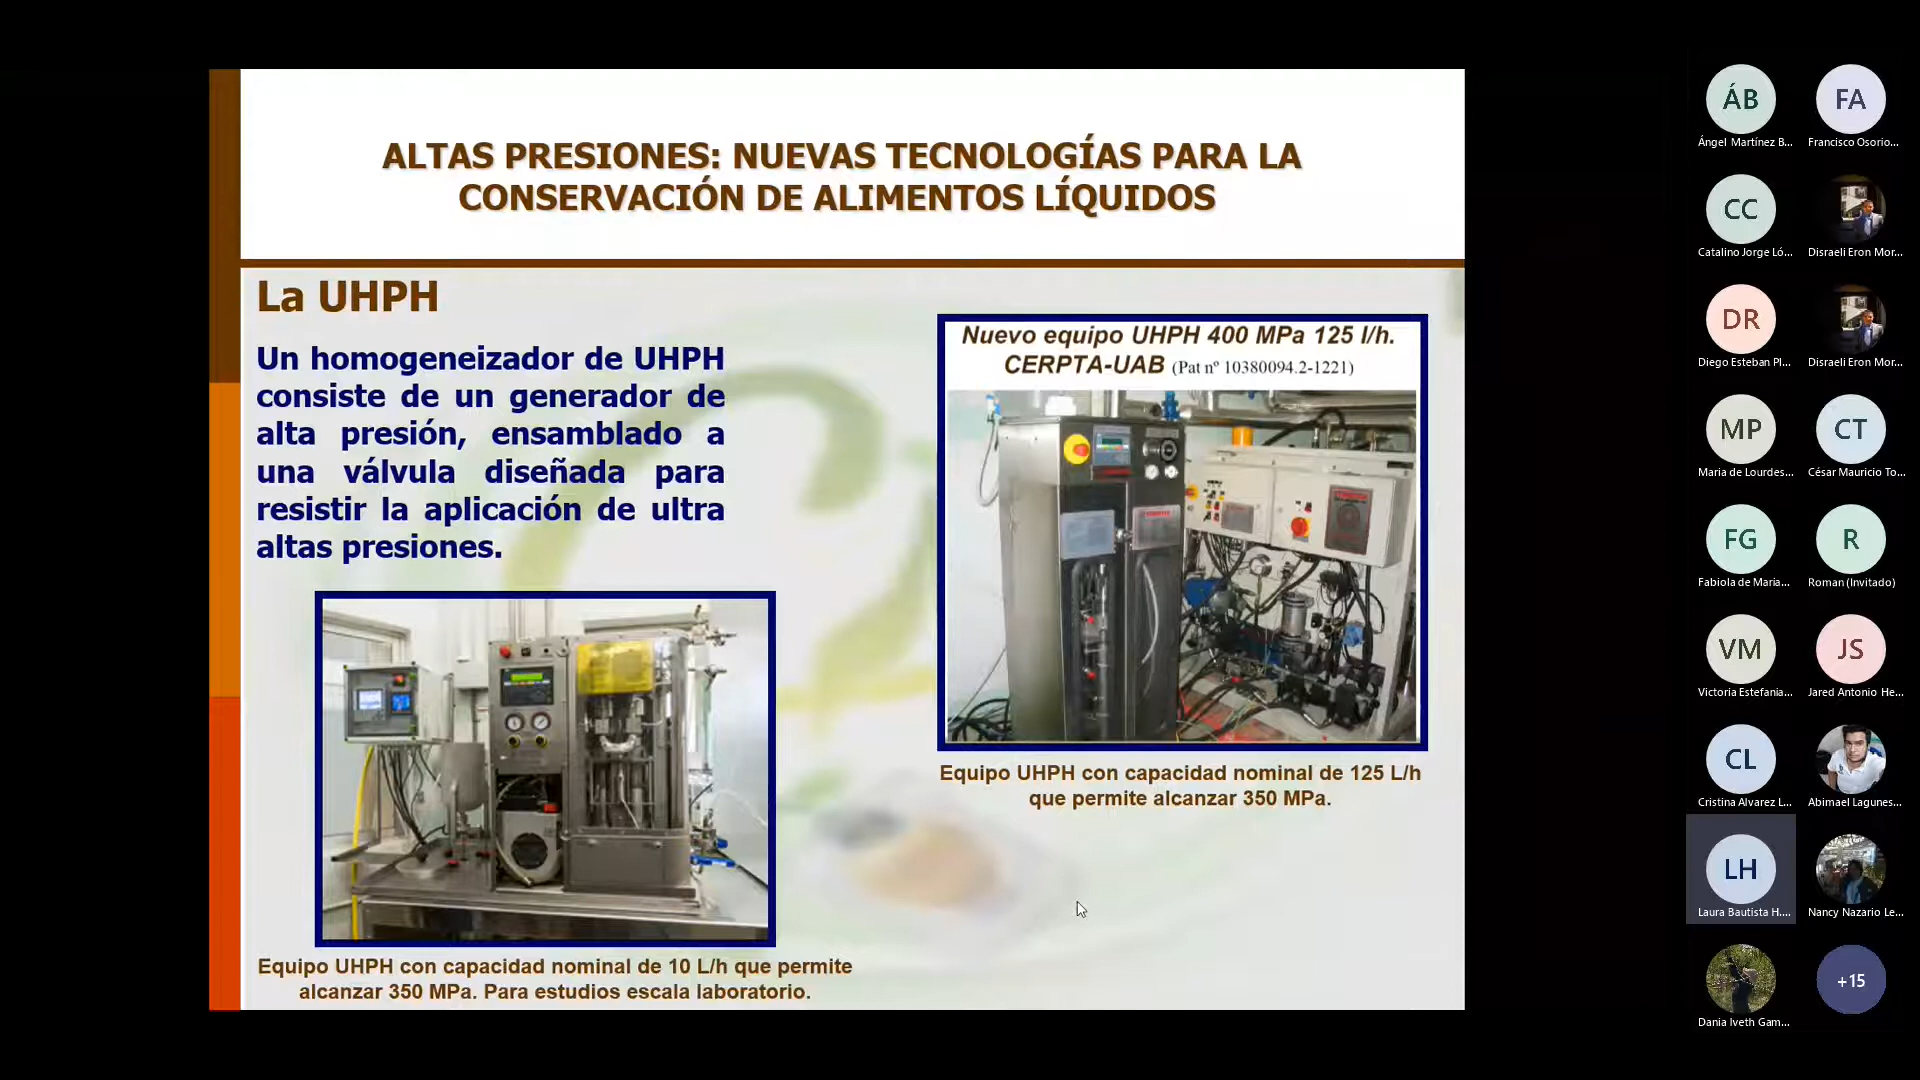 ALTAS PRESIONES: NUEVAS TECNOLOGÍAS PARA LA
CONSERVACIÓN DE ALIMENTOS LÍQUIDOS
La UHPH
Un homogeneizador de UHPH
consiste de un generador de
alta presión, ensamblado a
una válvula diseñada para
resistir la aplicación de ultra
altas presiones.
Equipo UHPH con capacidad nominal de 10 L/h que permite
alcanzar 350 MPa. Para estudios escala laboratorio.
Nuevo equipo UHPH 400 MPa 125 l/h.
CERPTA-UAB (Pat nº 10380094.2-1221)
Equipo UHPH con capacidad nominal de 125 L/h
que permite alcanzar 350 MPa.
ÁB
Ángel Martínez B...
FA
Francisco Osorio...
CC
Catalino Jorge Ló...
Disraeli Eron Mor...
DR
Diego Esteban Pl...
Disraeli Eron Mor...
MP
Maria de Lourdes...
CT
César Mauricio To...
FG
Fabiola de Maria...
R
Roman (Invitado)
VM
Victoria Estefania...
JS
Jared Antonio He...
CL
Cristina Alvarez L...
Abimael Lagunes...
LH
Laura Bautista H....
Nancy Nazario Le...
Dania Iveth Gam...
+15